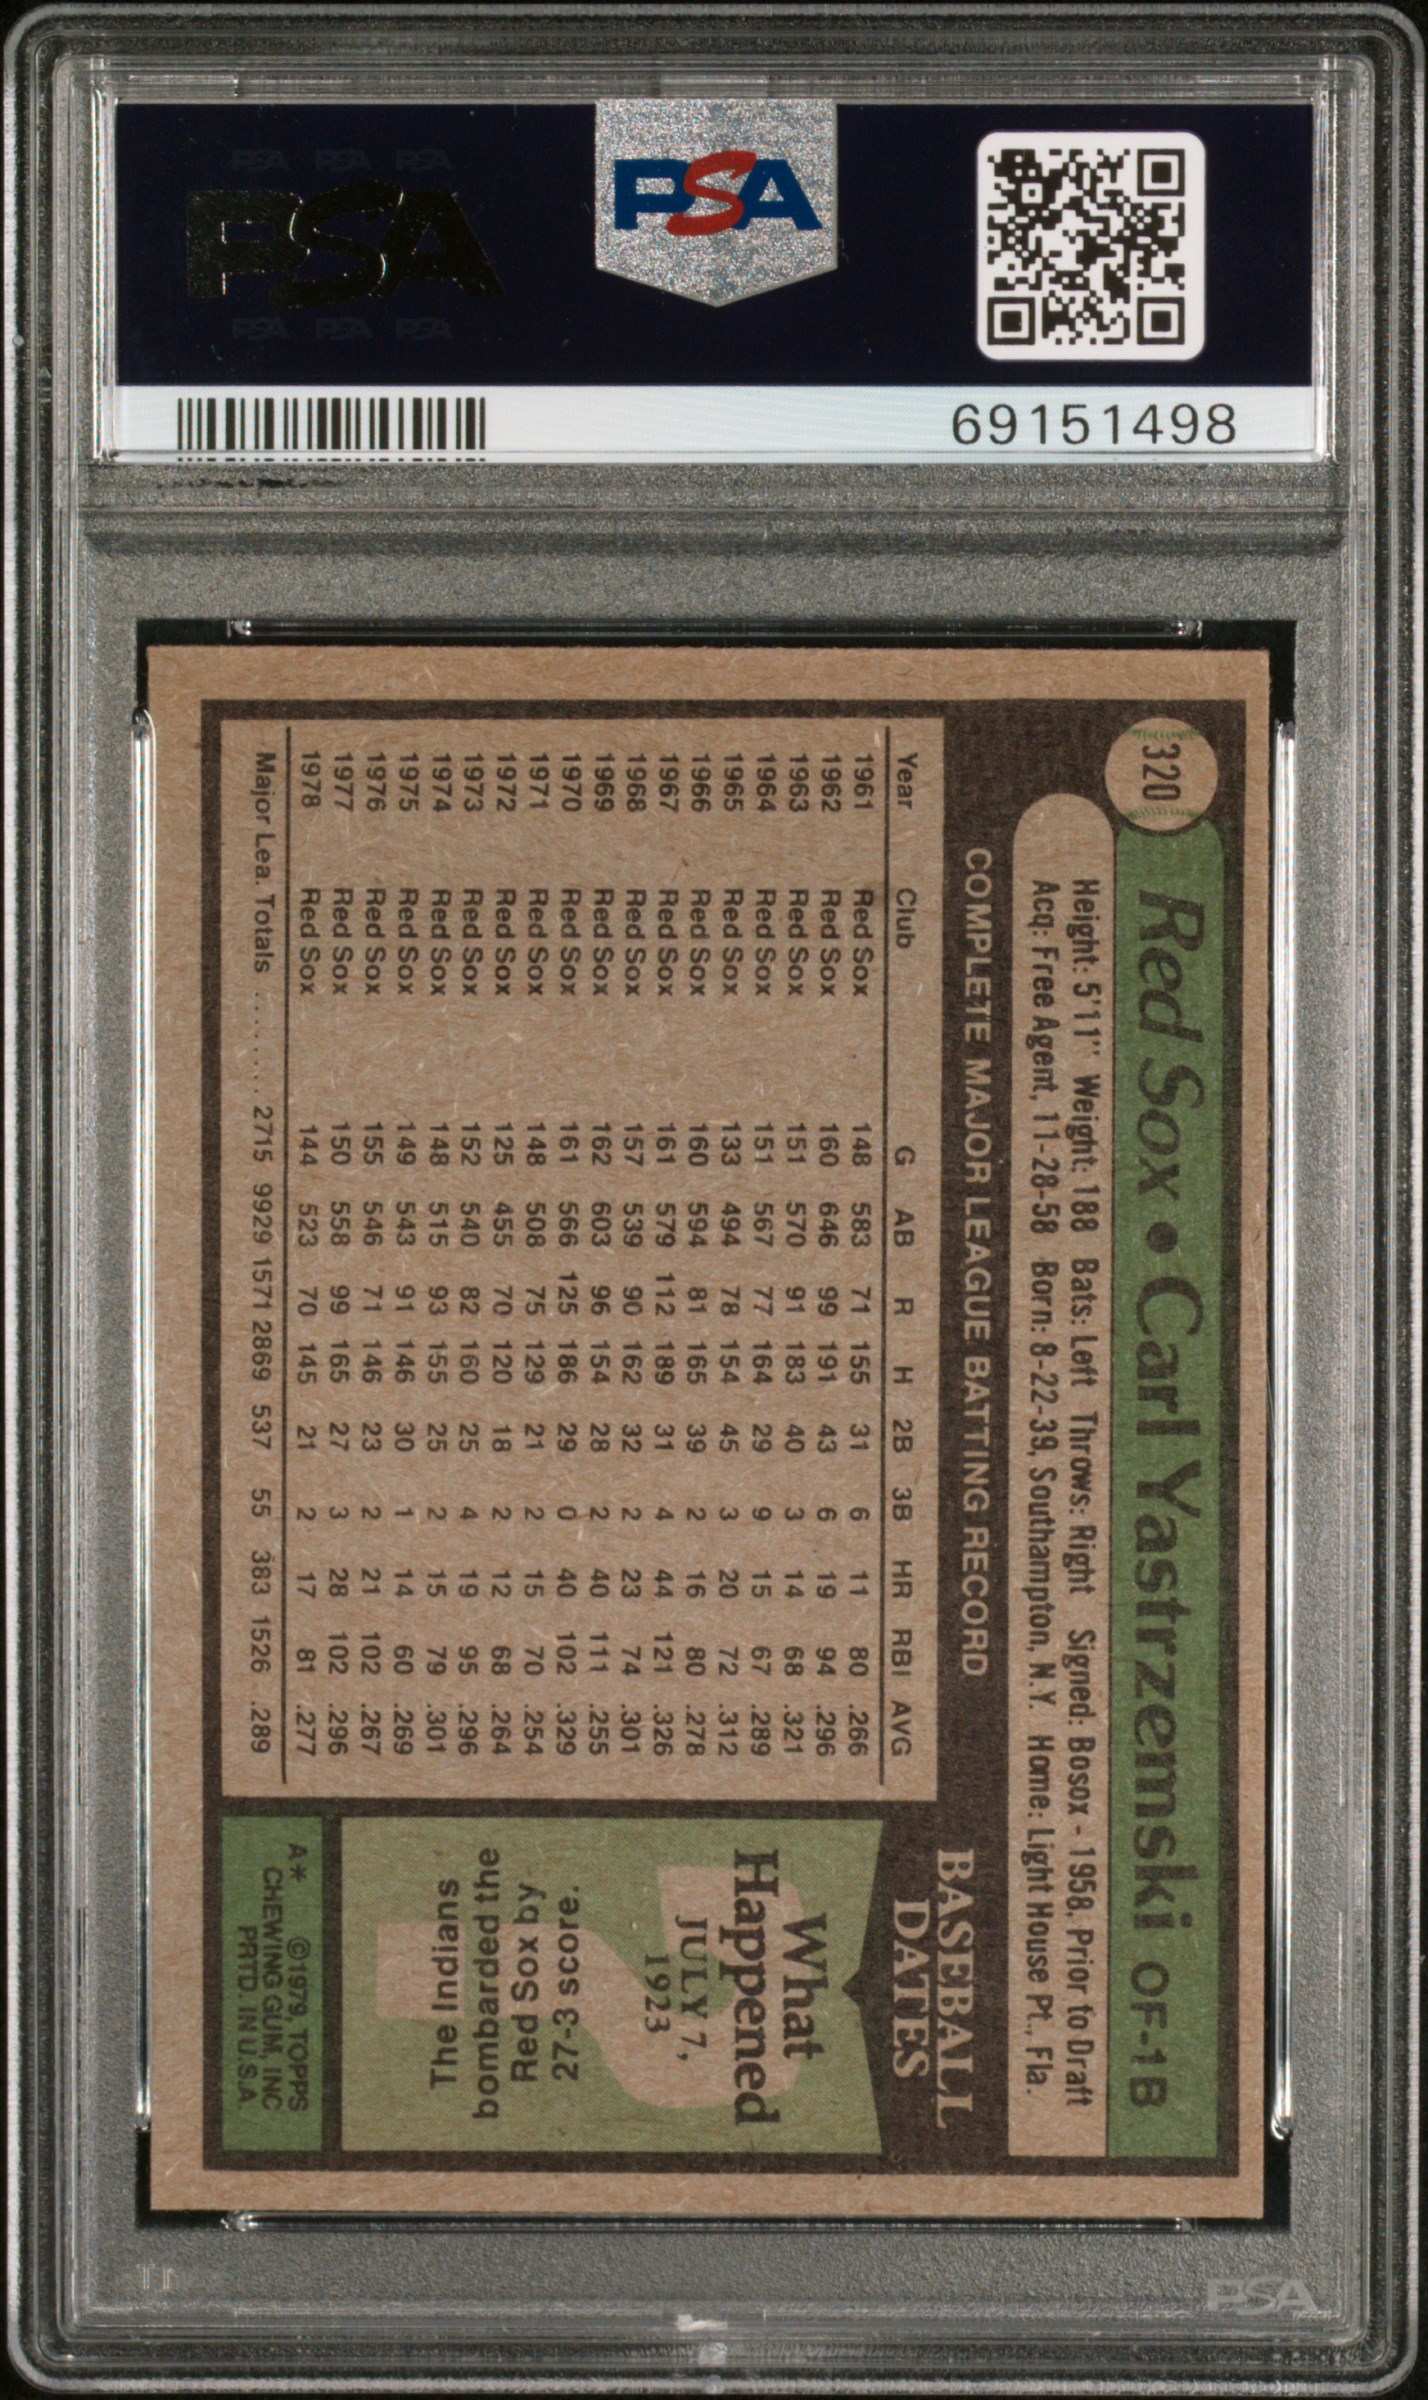 PSA PSA PSA
PSA
PSA PSA PSA
PSA
69151498
320
Red Sox • Carl Yastrzemski OF-1B
Height: 5'11" Weight: 188 Bats: Left Throws: Right Signed: Bosox - 1958, Prior to Draft
Acq: Free Agent, 11-28-58 Born: 8-22-39, Southampton, N.Y. Home: Light House Pt., Fla.
COMPLETE MAJOR LEAGUE BATTING RECORD
Year Club G AB R H 2B 3B HR RBI AVG
1961 Red Sox 148 583 71 155 31 6 11 80 .266
1962 Red Sox 160 646 99 191 43 6 19 94 .296
1963 Red Sox 151 570 91 183 40 3 14 68 .321
1964 Red Sox 151 567 77 164 29 9 15 67 .289
1965 Red Sox 133 494 78 154 45 3 20 72 .312
1966 Red Sox 160 594 81 165 39 2 16 80 .278
1967 Red Sox 161 579 112 189 31 4 44 121 .326
1968 Red Sox 157 539 90 162 32 2 23 74 .301
1969 Red Sox 162 603 96 154 28 2 40 111 .255
1970 Red Sox 161 566 125 186 29 0 40 102 .329
1971 Red Sox 148 508 75 129 21 2 15 70 .254
1972 Red Sox 125 455 70 120 18 2 12 68 .264
1973 Red Sox 152 540 82 160 25 4 19 95 .296
1974 Red Sox 148 515 93 155 25 2 15 79 .301
1975 Red Sox 149 543 91 146 30 1 14 60 .269
1976 Red Sox 155 546 71 146 23 2 21 102 .267
1977 Red Sox 150 558 99 165 27 3 28 102 .296
1978 Red Sox 144 523 70 145 21 2 17 81 .277
Major Lea. Totals ........ 2715 9929 1571 2869 537 55 383 1526 .289
BASEBALL
DATES
What
Happened
JULY 7,
1923
27-3 score.
Red Sox by
bombarded the
The Indians
A* ©1979, TOPPS
CHEWING GUM, INC
PRTD. IN U.S.A.
PSA